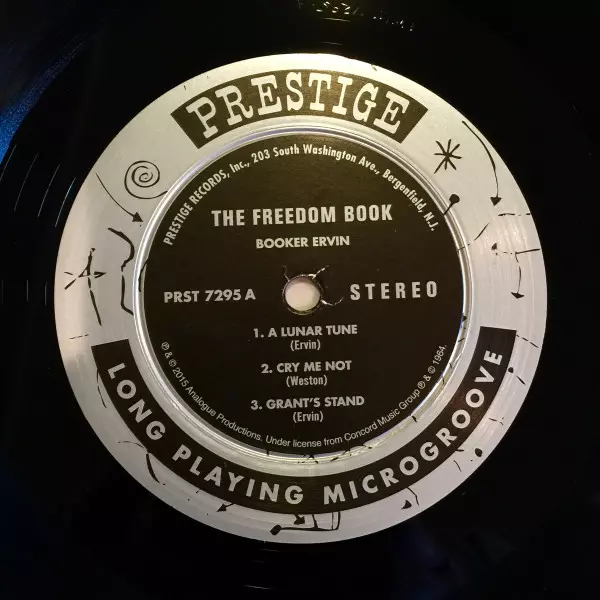 PRESTIGE
PRESTIGE RECORDS, Inc., 203 South Washington Ave., Bergenfield, N.J.
THE FREEDOM BOOK
BOOKER ERVIN
PRST 7295 A
STEREO
1. A LUNAR TUNE
(Ervin)
2. CRY ME NOT
(Weston)
3. GRANT'S STAND
(Ervin)
℗ & © 2015 Analogue Productions. Under license from Concord Music Group ℗ & © 1964.
LONG PLAYING MICROGROOVE